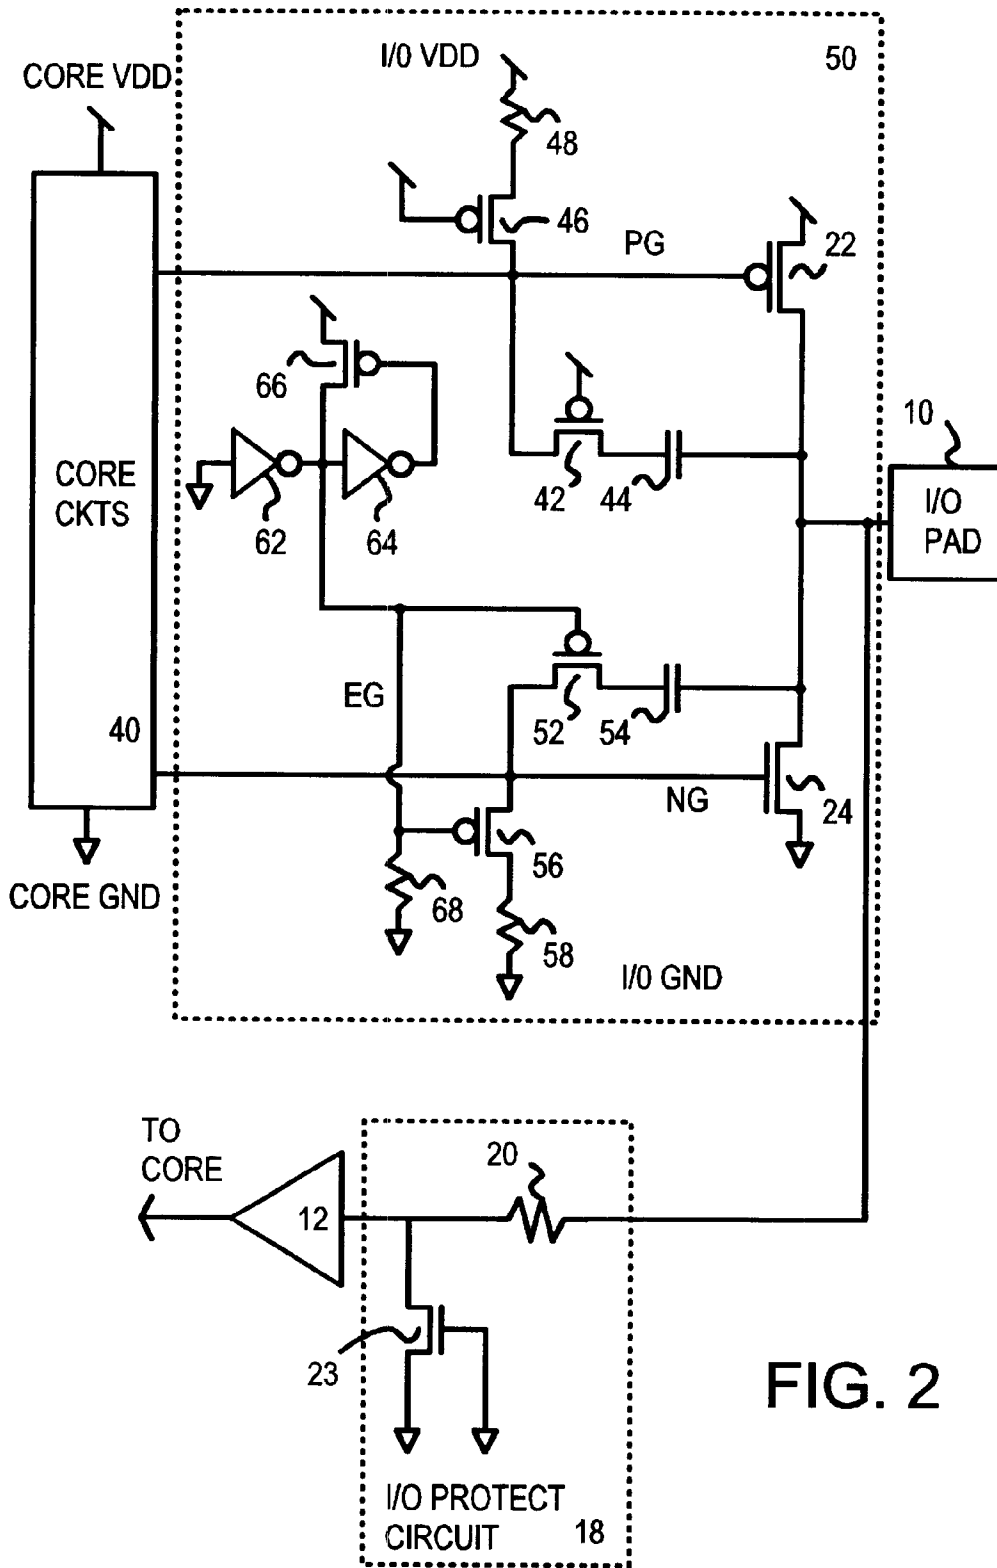 I/0 VDD
50
CORE VDD
48
46
PG
22
66
10
CORE
CKTS
I/O
PAD
62
64
42
44
EG
40
52
54
NG
24
56
CORE GND
68
58
I/0 GND
TO
CORE
20
12
23
FIG. 2
I/O PROTECT
CIRCUIT
18